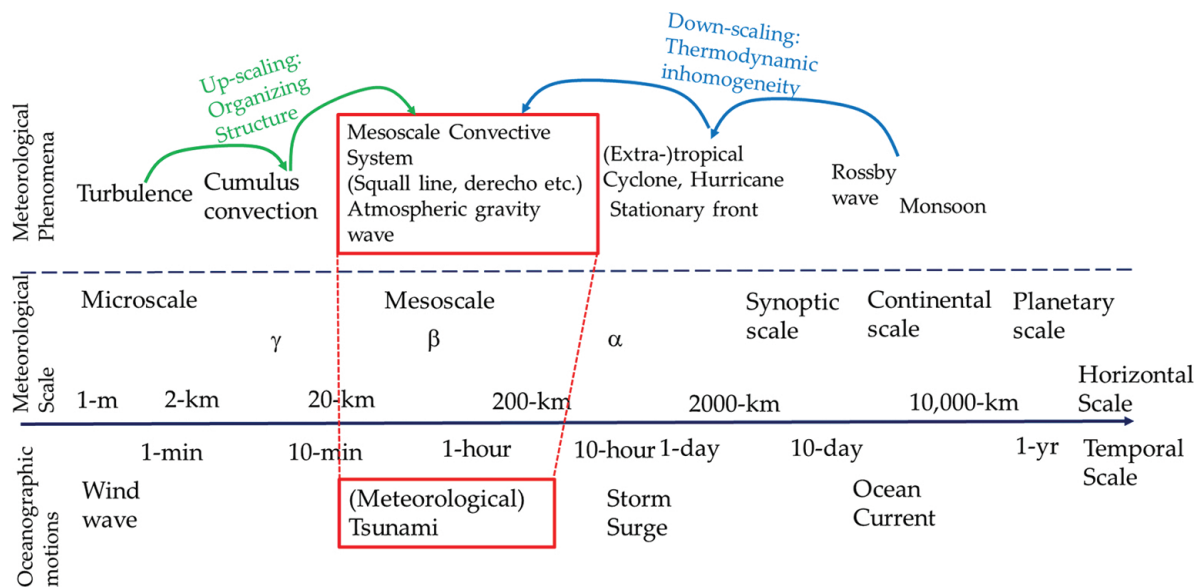 Up-scaling:
Organizing
Structure
Down-scaling:
Thermodynamic
inhomogeneity
Meteorological
Phenomena
Turbulence
Cumulus
convection
Mesoscale Convective
System
(Squall line, derecho etc.)
Atmospheric gravity
wave
(Extra-)tropical
Cyclone, Hurricane
Stationary front
Rossby
wave
Monsoon
Meteorological
Scale
Microscale
Mesoscale
Synoptic
scale
Continental
scale
Planetary
scale
γ
β
α
1-m
2-km
20-km
200-km
2000-km
10,000-km
Horizontal
Scale
1-min
10-min
1-hour
10-hour
1-day
10-day
1-yr
Temporal
Scale
Oceanographic
motions
Wind
wave
(Meteorological)
Tsunami
Storm
Surge
Ocean
Current